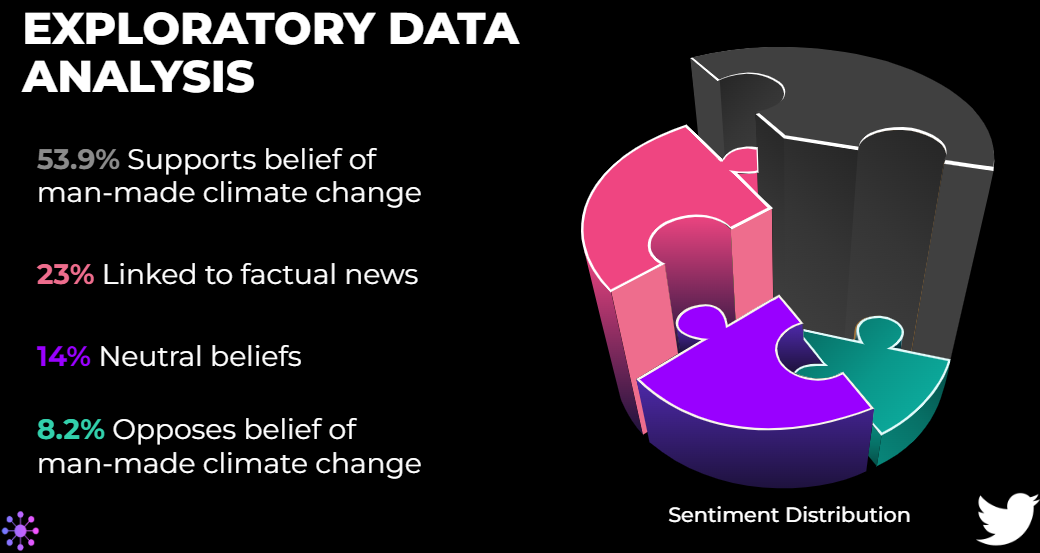 EXPLORATORY DATA
ANALYSIS
53.9% Supports belief of
man-made climate change
23% Linked to factual news
14% Neutral beliefs
8.2% Opposes belief of
man-made climate change
Sentiment Distribution